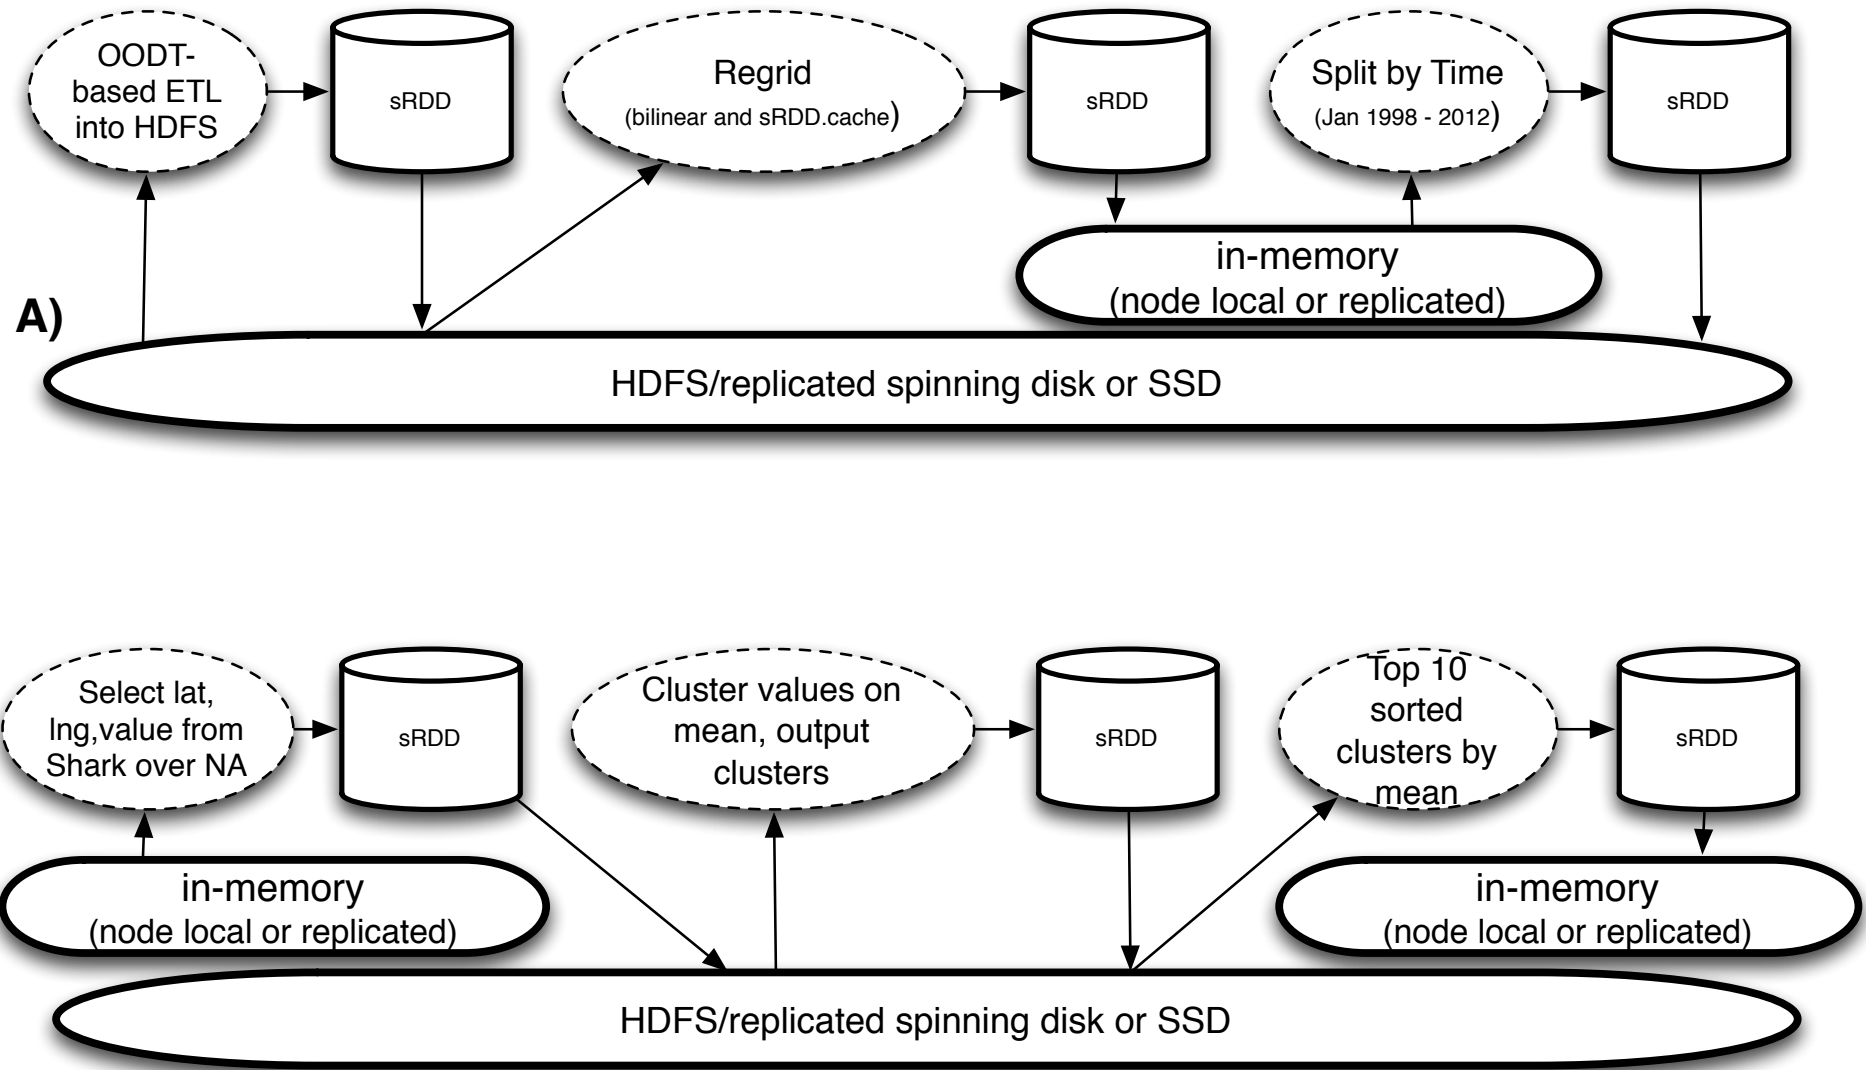 OODT-
based ETL
into HDFS
sRDD
Regrid
(bilinear and sRDD.cache)
sRDD
Split by Time
(Jan 1998 - 2012)
sRDD
in-memory
(node local or replicated)
A)
HDFS/replicated spinning disk or SSD
Select lat,
lng,value from
Shark over NA
sRDD
Cluster values on
mean, output
clusters
sRDD
Top 10
sorted
clusters by
mean
sRDD
in-memory
(node local or replicated)
in-memory
(node local or replicated)
HDFS/replicated spinning disk or SSD